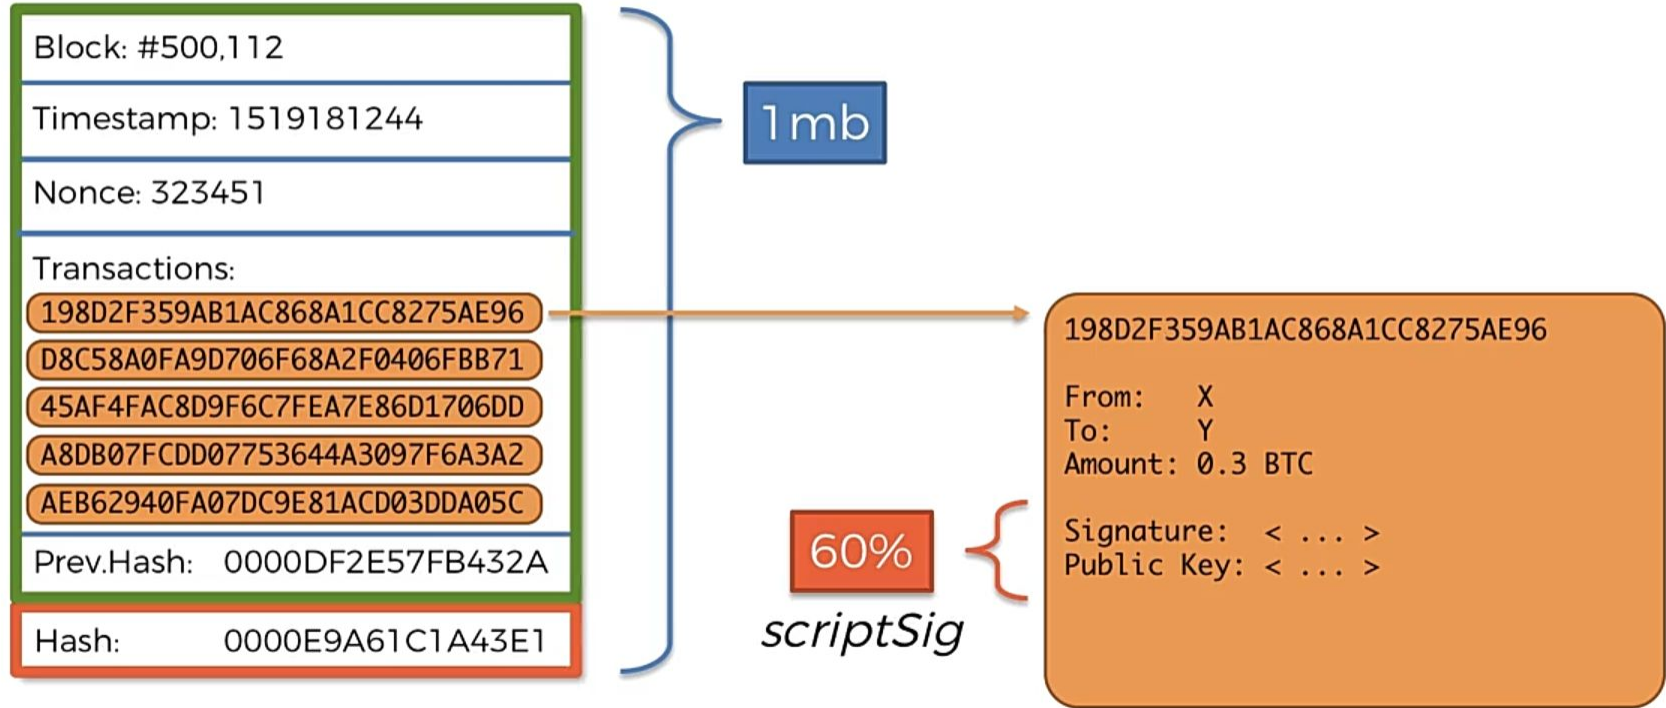 Block: #500,112
Timestamp: 1519181244
Nonce: 323451
Transactions:
198D2F359AB1AC868A1CC8275AE96
D8C58A0FA9D706F68A2F0406FBB71
45AF4FAC8D9F6C7FEA7E86D1706DD
A8DB07FCDD07753644A3097F6A3A2
AEB62940FA07DC9E81ACD03DDA05C
Prev.Hash: 0000DF2E57FB432A
Hash: 0000E9A61C1A43E1
1mb
60%
scriptSig
198D2F359AB1AC868A1CC8275AE96
From: X
To: Y
Amount: 0.3 BTC
Signature: < ... >
Public Key: < ... >